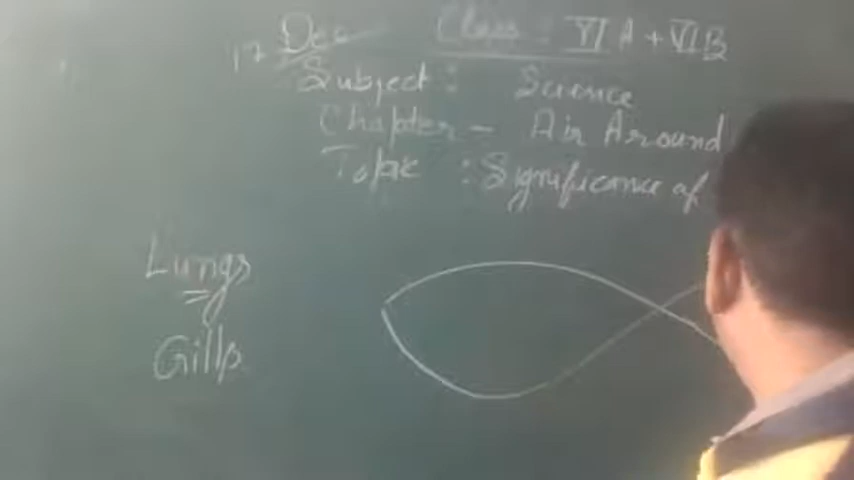 17 Dec Class : VI A + VI B
Subject : Science
Chapter - Air Around
Topic : Significance of
Lungs
Gills